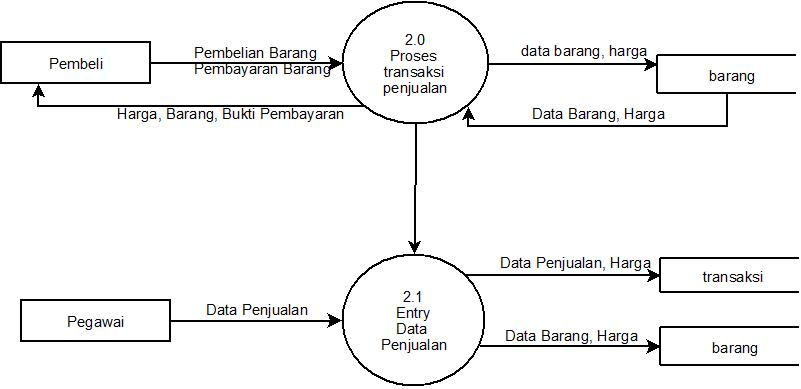 2.0
Proses
transaksi
penjualan
Pembeli
Pembelian Barang
Pembayaran Barang
data barang, harga
barang
Harga, Barang, Bukti Pembayaran
Data Barang, Harga
2.1
Entry
Data
Penjualan
Pegawai
Data Penjualan
Data Penjualan, Harga
transaksi
Data Barang, Harga
barang